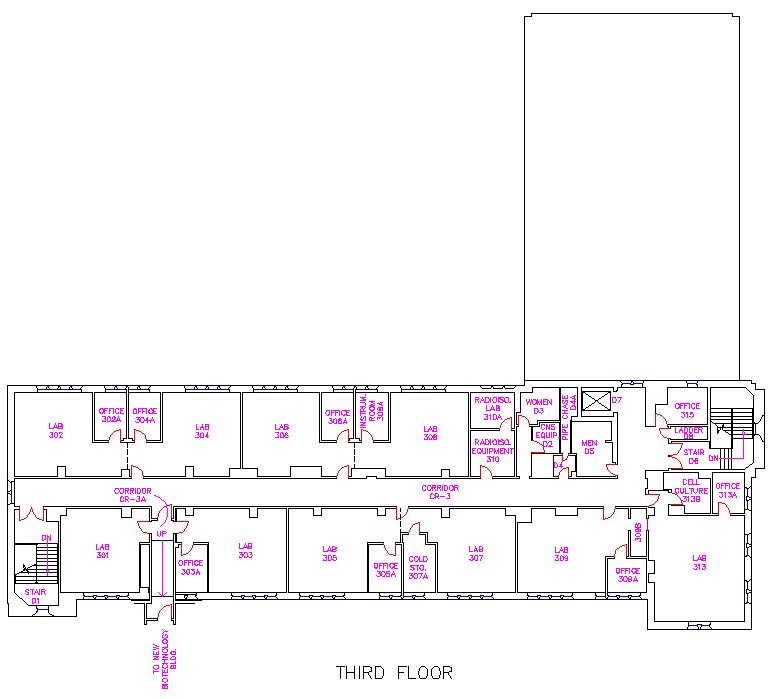 WOMEN
D3
PIPE CHASE
D4A
D7
RADIOISO.
LAB
310A
OFFICE
302A
OFFICE
304A
OFFICE
306A
INSTRUM.
ROOM
308A
OFFICE
315
LAB
302
LAB
304
LAB
306
LAB
308
RADIOISO.
EQUIPMENT
310
CNS
EQUIP.
D2
D4
MEN
D5
LADDER
D8
STAIR
D6
DN
CORRIDOR
CR-3A
CORRIDOR
CR-3
CELL
CULTURE
313B
OFFICE
313A
DN
UP
LAB
301
LAB
303
LAB
305
LAB
307
LAB
309
309B
LAB
313
OFFICE
303A
OFFICE
305A
COLD
STO.
307A
OFFICE
309A
STAIR
D1
TO NEW
BIOTECHNOLOGY
BLDG.
THIRD FLOOR